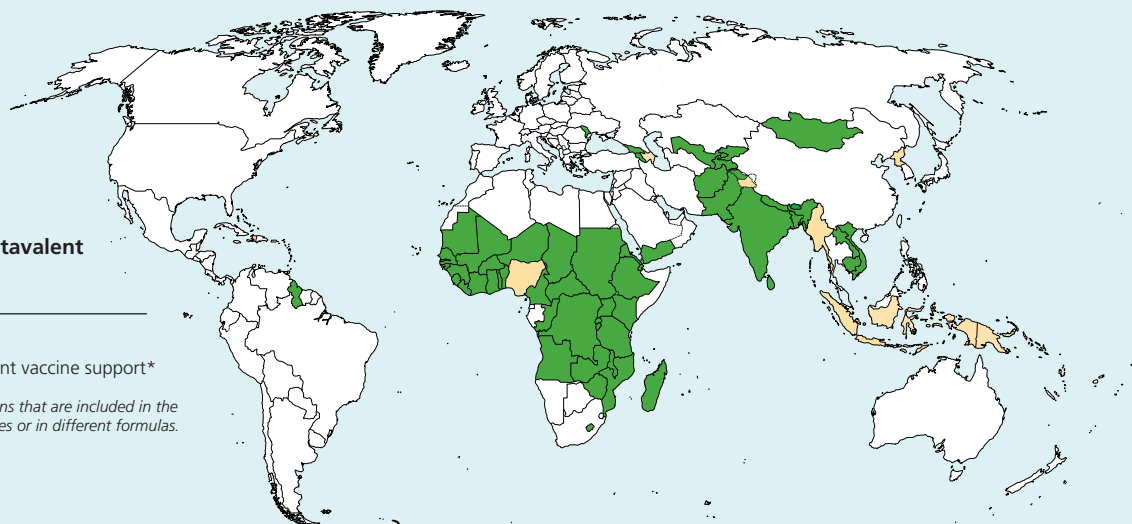 tavalent
nt vaccine support*
ns that are included in the
es or in different formulas.